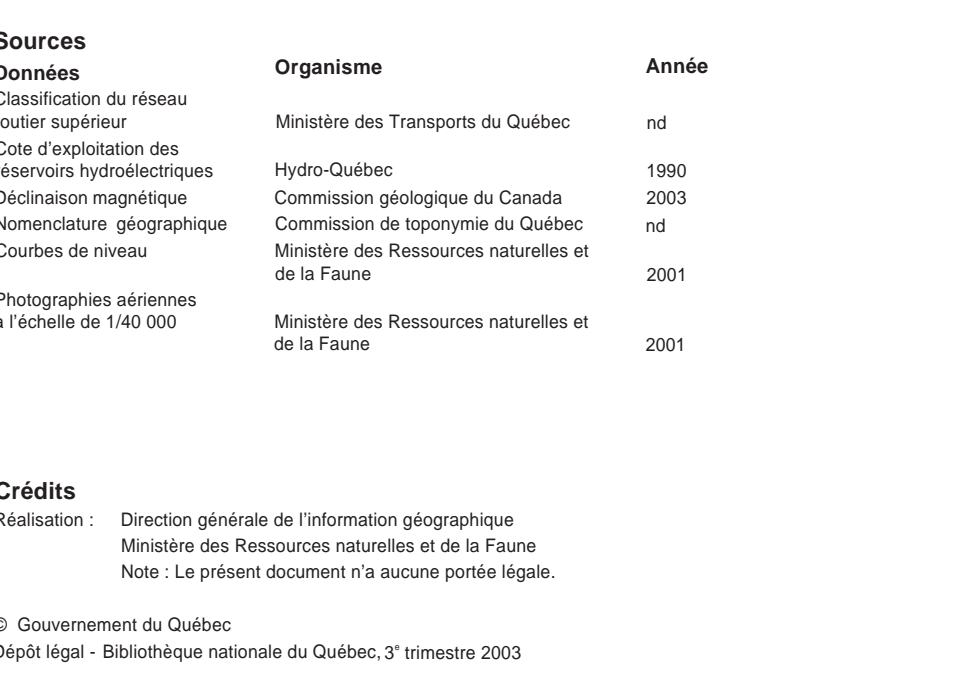 Sources
Données Organisme Année
Classification du réseau
routier supérieur Ministère des Transports du Québec nd
Cote d'exploitation des
réservoirs hydroélectriques Hydro-Québec 1990
Déclinaison magnétique Commission géologique du Canada 2003
Nomenclature géographique Commission de toponymie du Québec nd
Courbes de niveau Ministère des Ressources naturelles et
de la Faune 2001
Photographies aériennes
à l'échelle de 1/40 000 Ministère des Ressources naturelles et
de la Faune 2001
Crédits
Réalisation : Direction générale de l'information géographique
Ministère des Ressources naturelles et de la Faune
Note : Le présent document n'a aucune portée légale.
© Gouvernement du Québec
Dépôt légal - Bibliothèque nationale du Québec, 3e trimestre 2003